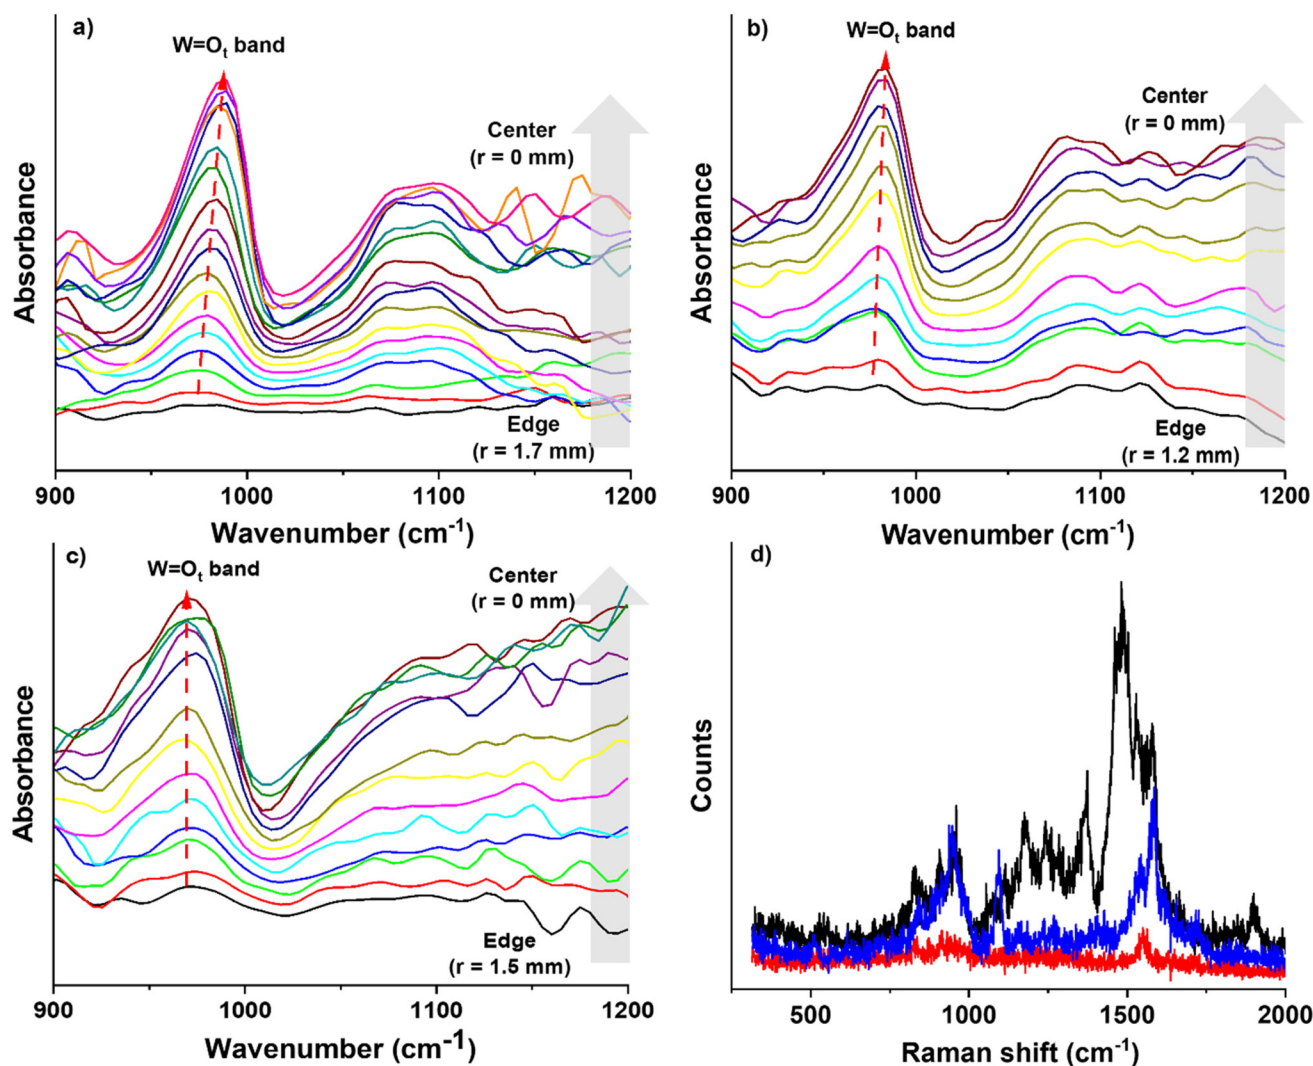 a)
W=Oₜ band
Center
(r = 0 mm)
Edge
(r = 1.7 mm)
Absorbance
900 1000 1100 1200
Wavenumber (cm⁻¹)
b)
W=Oₜ band
Center
(r = 0 mm)
Edge
(r = 1.2 mm)
Absorbance
900 1000 1100 1200
Wavenumber (cm⁻¹)
c)
W=Oₜ band
Center
(r = 0 mm)
Edge
(r = 1.5 mm)
Absorbance
900 1000 1100 1200
Wavenumber (cm⁻¹)
d)
Counts
500 1000 1500 2000
Raman shift (cm⁻¹)